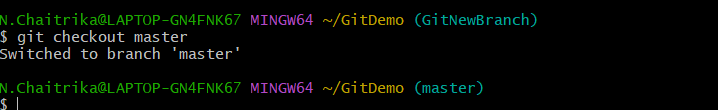 N.Chaitrika@LAPTOP-GN4FNK67 MINGW64 ~/GitDemo (GitNewBranch)
$ git checkout master
Switched to branch 'master'
N.Chaitrika@LAPTOP-GN4FNK67 MINGW64 ~/GitDemo (master)
$